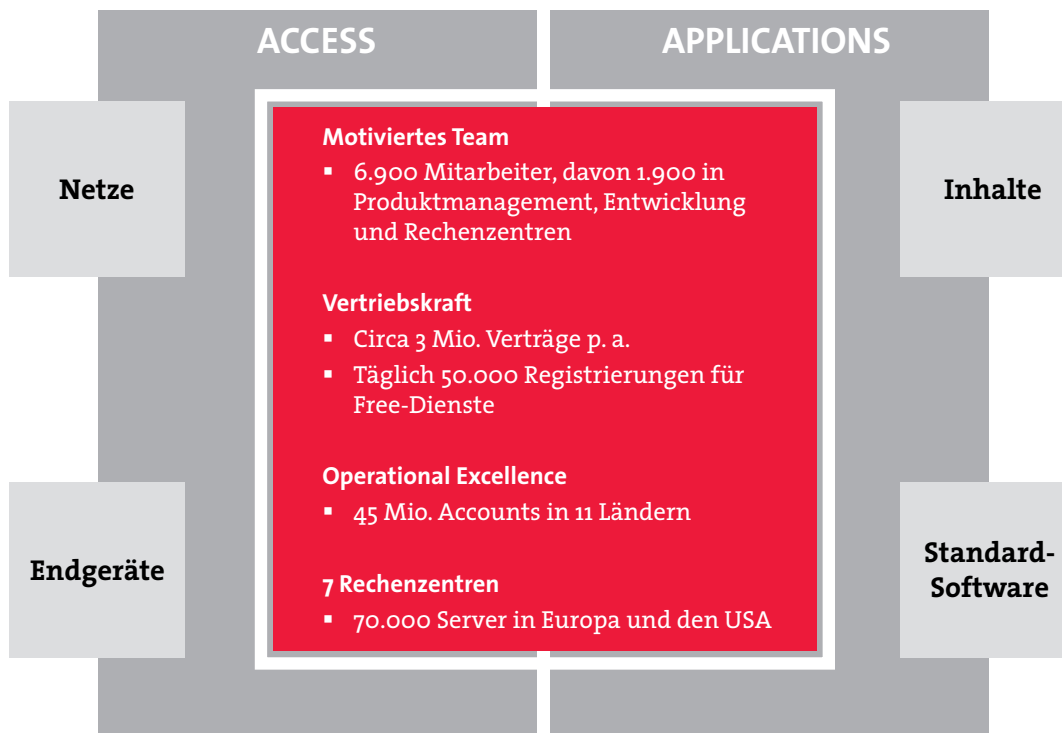 ACCESS
APPLICATIONS
Netze
Motiviertes Team
▪ 6.900 Mitarbeiter, davon 1.900 in
Produktmanagement, Entwicklung
und Rechenzentren
Inhalte
Vertriebskraft
▪ Circa 3 Mio. Verträge p. a.
▪ Täglich 50.000 Registrierungen für
Free-Dienste
Operational Excellence
▪ 45 Mio. Accounts in 11 Ländern
Endgeräte
7 Rechenzentren
▪ 70.000 Server in Europa und den USA
Standard-
Software